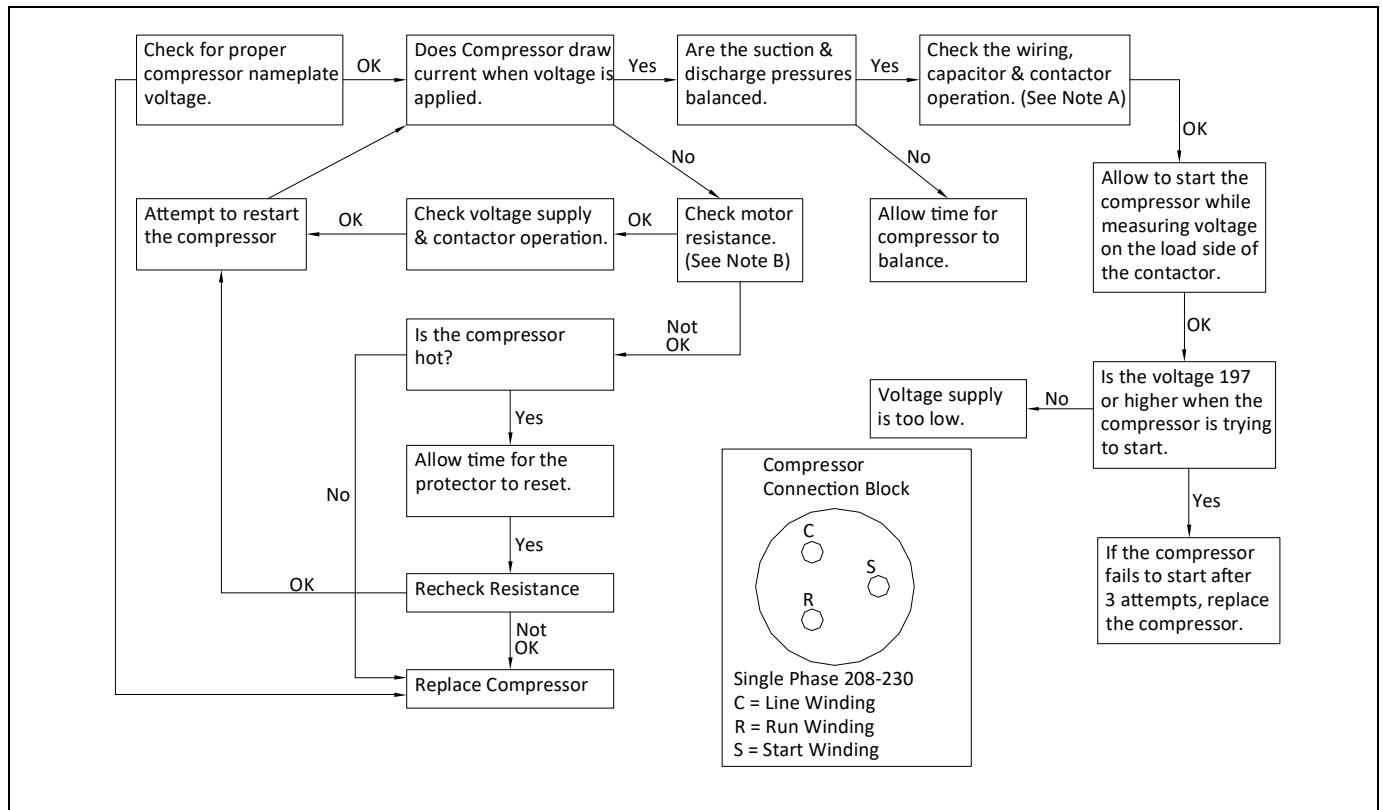 Check for proper
compressor nameplate
voltage.
OK
Does Compressor draw
current when voltage is
applied.
Yes
Are the suction &
discharge pressures
balanced.
Yes
Check the wiring,
capacitor & contactor
operation. (See Note A)
OK
No
No
Attempt to restart
the compressor
OK
Check voltage supply
& contactor operation.
OK
Check motor
resistance.
(See Note B)
Allow time for
compressor to
balance.
Allow to start the
compressor while
measuring voltage
on the load side of
the contactor.
Not
OK
OK
Is the compressor
hot?
Yes
Voltage supply
is too low.
No
Is the voltage 197
or higher when the
compressor is trying
to start.
Yes
Allow time for the
protector to reset.
No
Yes
OK
Recheck Resistance
Not
OK
Replace Compressor
Compressor
Connection Block
C
S
R
Single Phase 208-230
C = Line Winding
R = Run Winding
S = Start Winding
If the compressor
fails to start after
3 attempts, replace
the compressor.